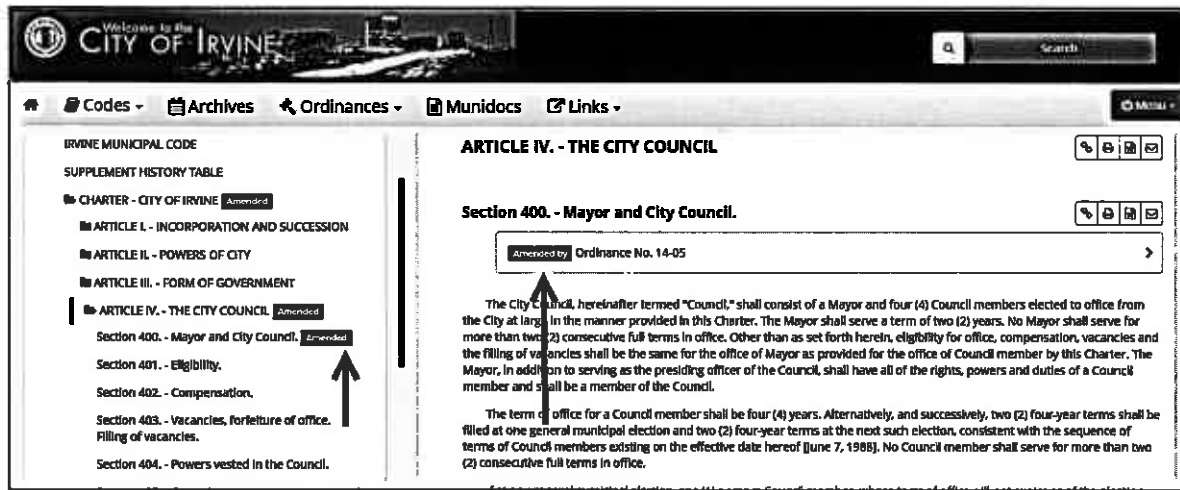 Welcome to the
CITY OF IRVINE
Search
Codes
Archives
Ordinances
Munidocs
Links
Menu
IRVINE MUNICIPAL CODE
SUPPLEMENT HISTORY TABLE
CHARTER - CITY OF IRVINE Amended
ARTICLE I. - INCORPORATION AND SUCCESSION
ARTICLE II. - POWERS OF CITY
ARTICLE III. - FORM OF GOVERNMENT
ARTICLE IV. - THE CITY COUNCIL Amended
Section 400. - Mayor and City Council. Amended
Section 401. - Eligibility.
Section 402. - Compensation.
Section 403. - Vacancies, forfeiture of office.
Filling of vacancies.
Section 404. - Powers vested in the Council.
ARTICLE IV. - THE CITY COUNCIL
Section 400. - Mayor and City Council.
Amended by Ordinance No. 14-05
The City Council, hereinafter termed "Council," shall consist of a Mayor and four (4) Council members elected to office from
the City at large in the manner provided in this Charter. The Mayor shall serve a term of two (2) years. No Mayor shall serve for
more than two (2) consecutive full terms in office. Other than as set forth herein, eligibility for office, compensation, vacancies and
the filling of vacancies shall be the same for the office of Mayor as provided for the office of Council member by this Charter. The
Mayor, in addition to serving as the presiding officer of the Council, shall have all of the rights, powers and duties of a Council
member and shall be a member of the Council.
The term of office for a Council member shall be four (4) years. Alternatively, and successively, two (2) four-year terms shall be
filled at one general municipal election and two (2) four-year terms at the next such election, consistent with the sequence of
terms of Council members existing on the effective date hereof [June 7, 1988]. No Council member shall serve for more than two
(2) consecutive full terms in office.